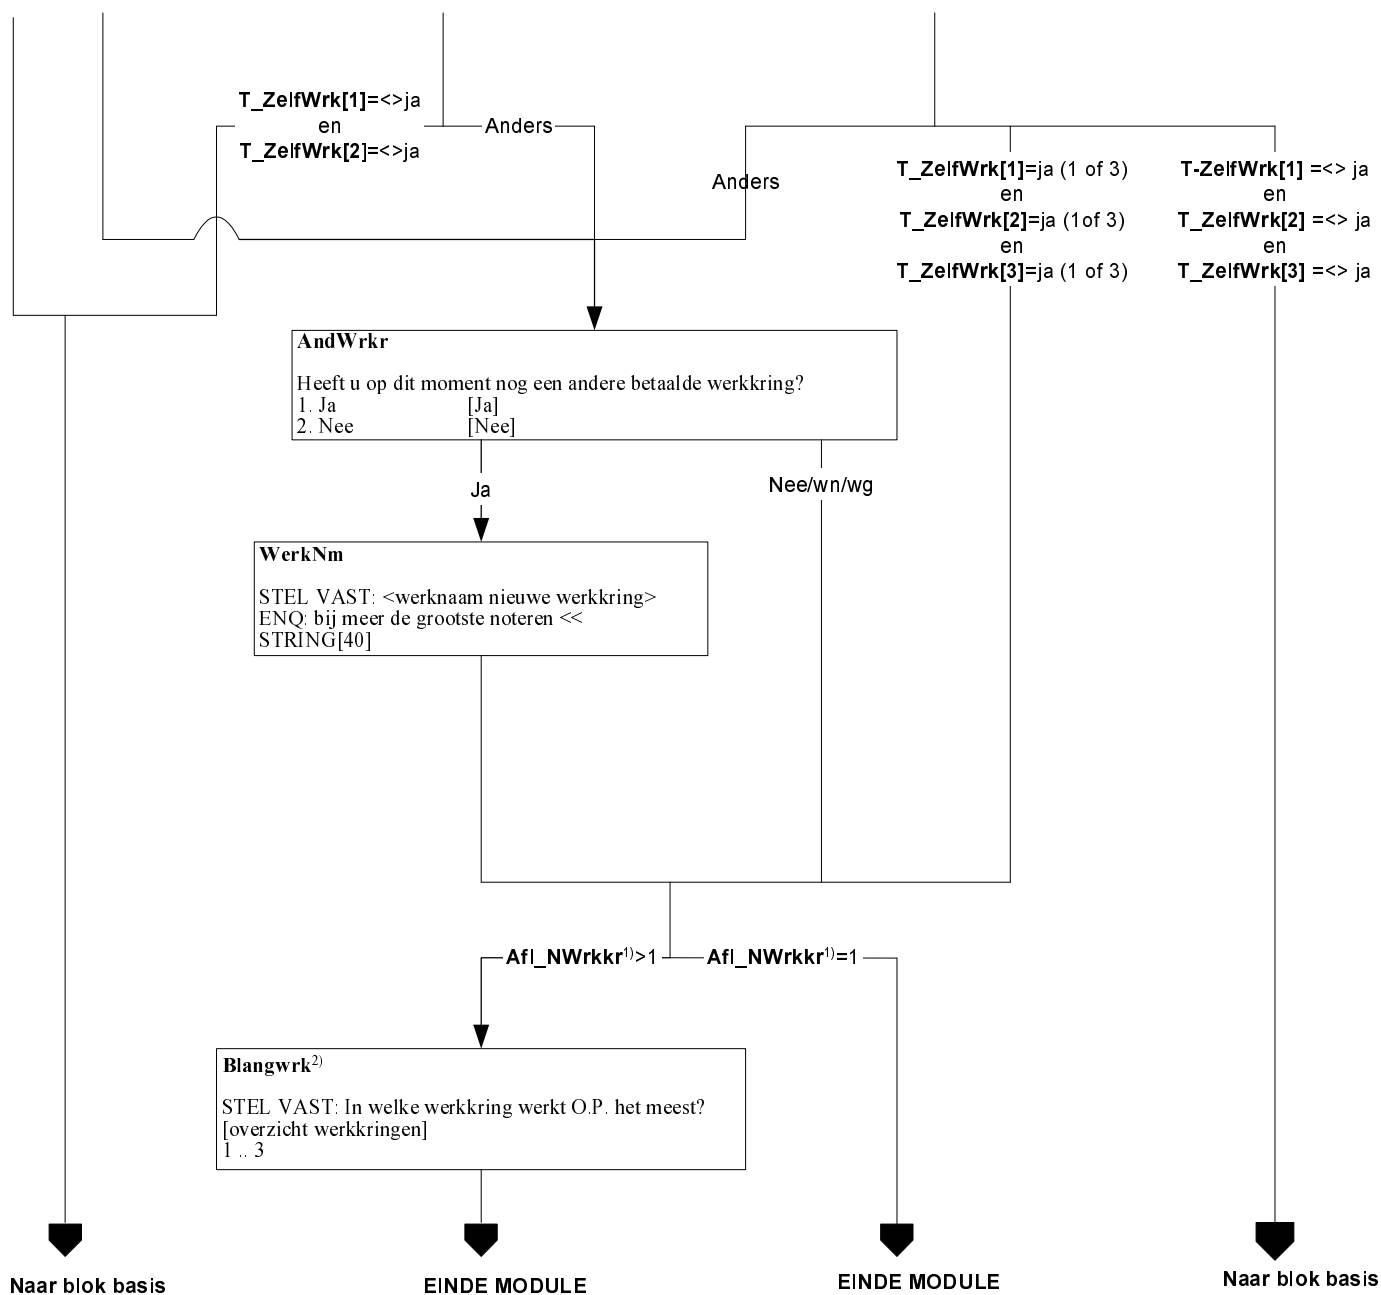 T_ZelfWrk[1]=<>ja
en
T_ZelfWrk[2]=<>ja
Anders
Anders
T_ZelfWrk[1]=ja (1 of 3)
en
T_ZelfWrk[2]=ja (1of 3)
en
T_ZelfWrk[3]=ja (1 of 3)
T-ZelfWrk[1] =<> ja
en
T_ZelfWrk[2] =<> ja
en
T_ZelfWrk[3] =<> ja
AndWrkr
Heeft u op dit moment nog een andere betaalde werkkring?
1. Ja [Ja]
2. Nee [Nee]
Ja
Nee/wn/wg
WerkNm
STEL VAST: <werknaam nieuwe werkkring>
ENQ: bij meer de grootste noteren <<
STRING[40]
Afl_NWrkkr1)>1
Afl_NWrkkr1)=1
Blangwrk2)
STEL VAST: In welke werkkring werkt O.P. het meest?
[overzicht werkkringen]
1 .. 3
Naar blok basis
EINDE MODULE
EINDE MODULE
Naar blok basis